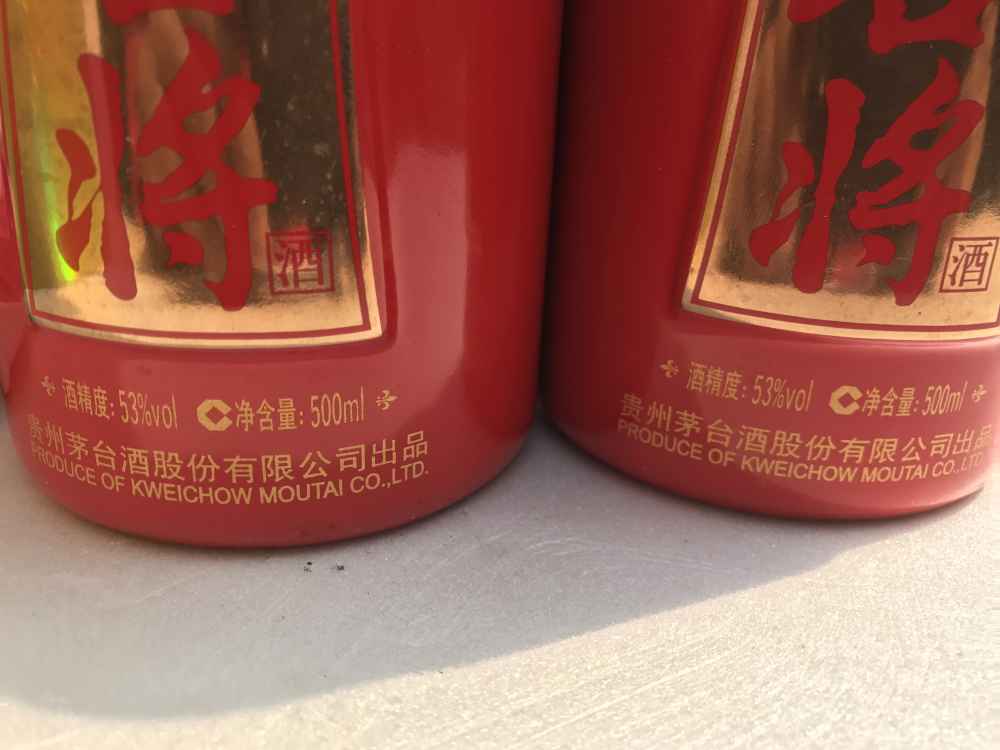 将
酒
酒精度: 53%vol 净含量: 500ml
贵州茅台酒股份有限公司出品
PRODUCE OF KWEICHOW MOUTAI CO.,LTD.
将
酒
酒精度: 53%vol 净含量: 500ml
贵州茅台酒股份有限公司出品
PRODUCE OF KWEICHOW MOUTAI CO.,LTD